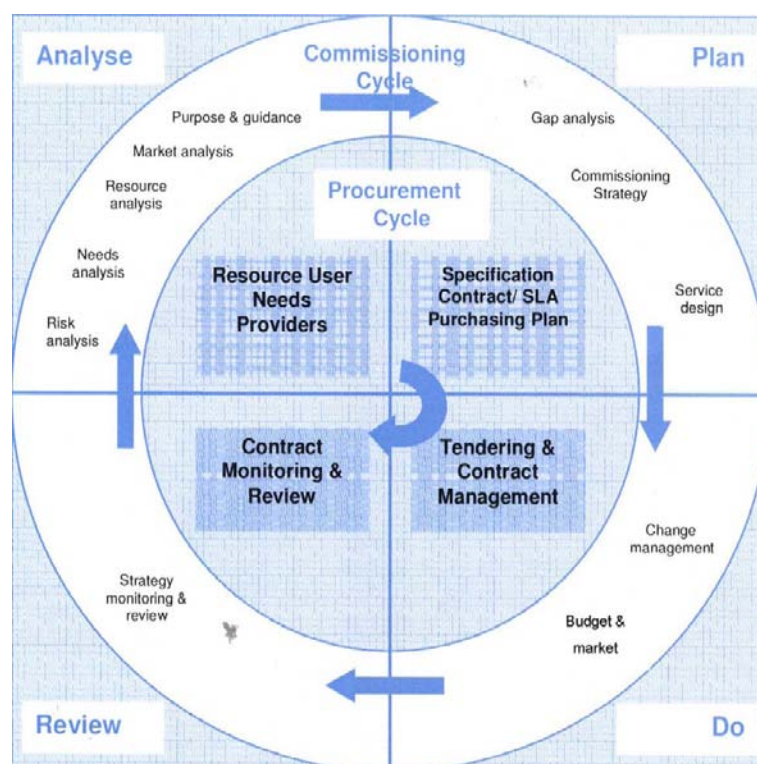 Analyse
Commissioning
Cycle
Plan
Purpose & guidance
Market analysis
Resource
analysis
Needs
analysis
Risk
analysis
Gap analysis
Commissioning
Strategy
Service
design
Procurement
Cycle
Resource User
Needs
Providers
Specification
Contract/ SLA
Purchasing Plan
Contract
Monitoring &
Review
Tendering &
Contract
Management
Change
management
Budget &
market
Strategy
monitoring &
review
Review
Do